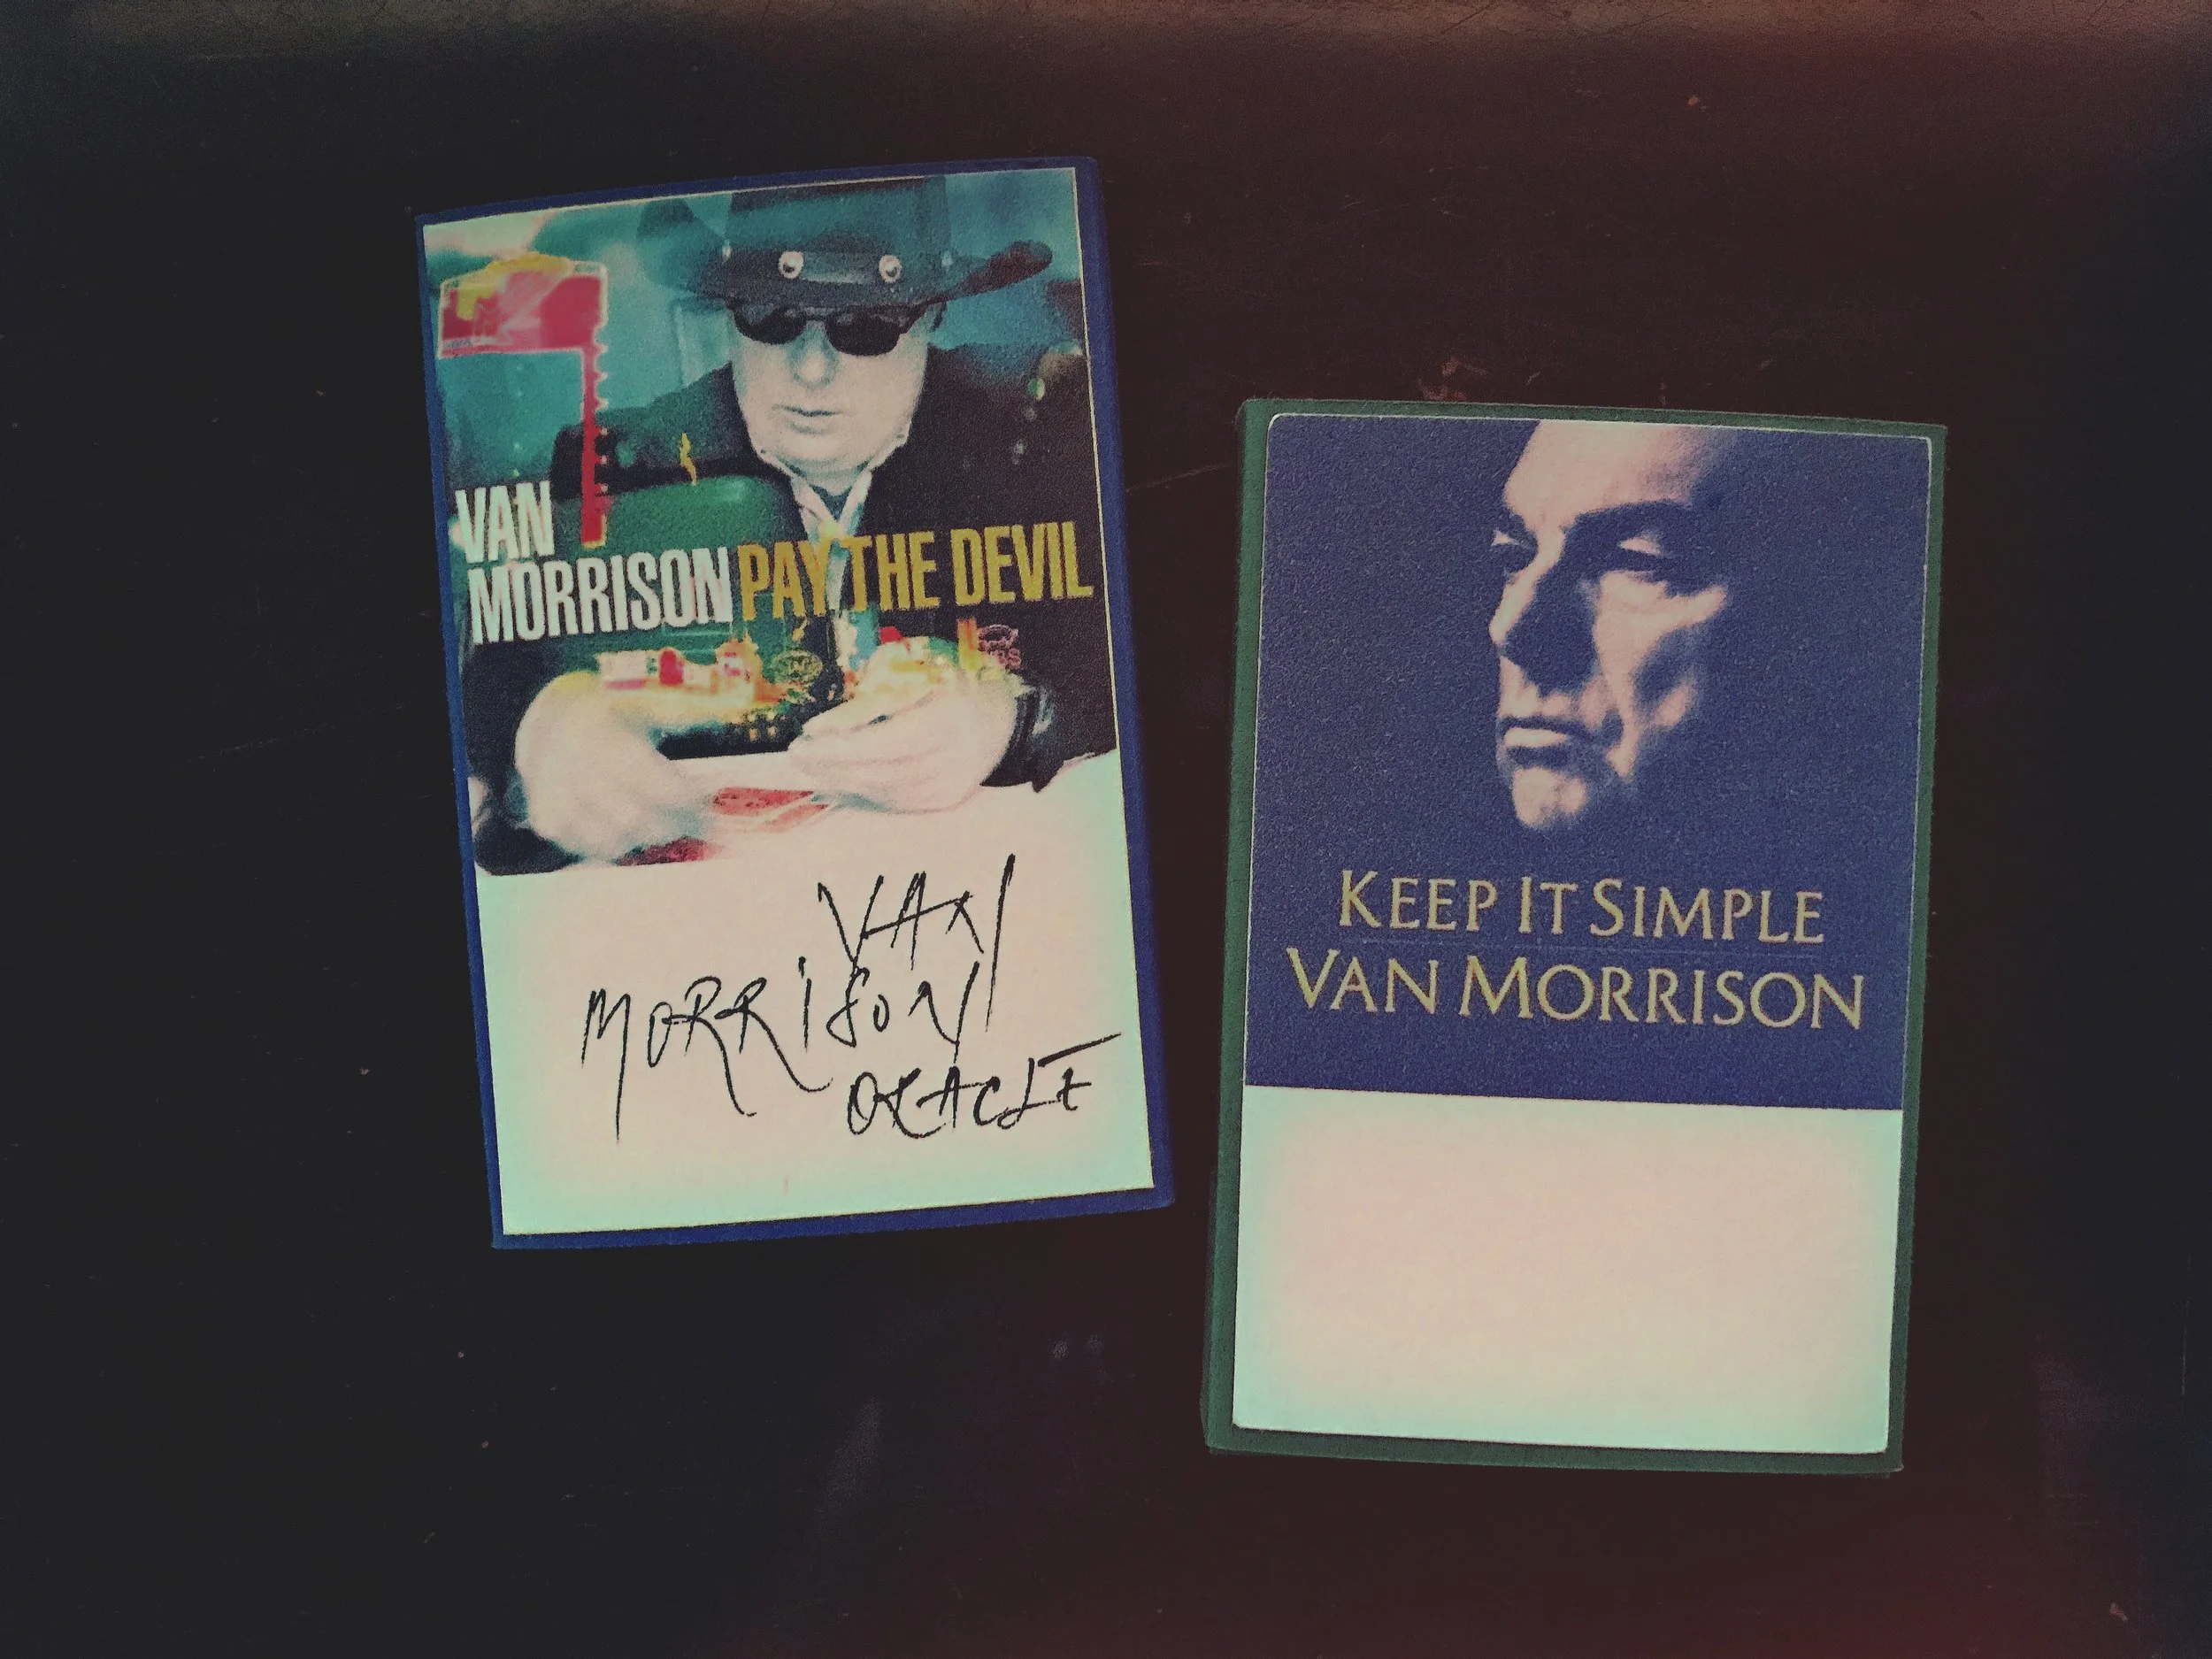 VAN
MORRISON PAY THE DEVIL
VAN
MORRISON
ORACLE
KEEP IT SIMPLE
VAN MORRISON